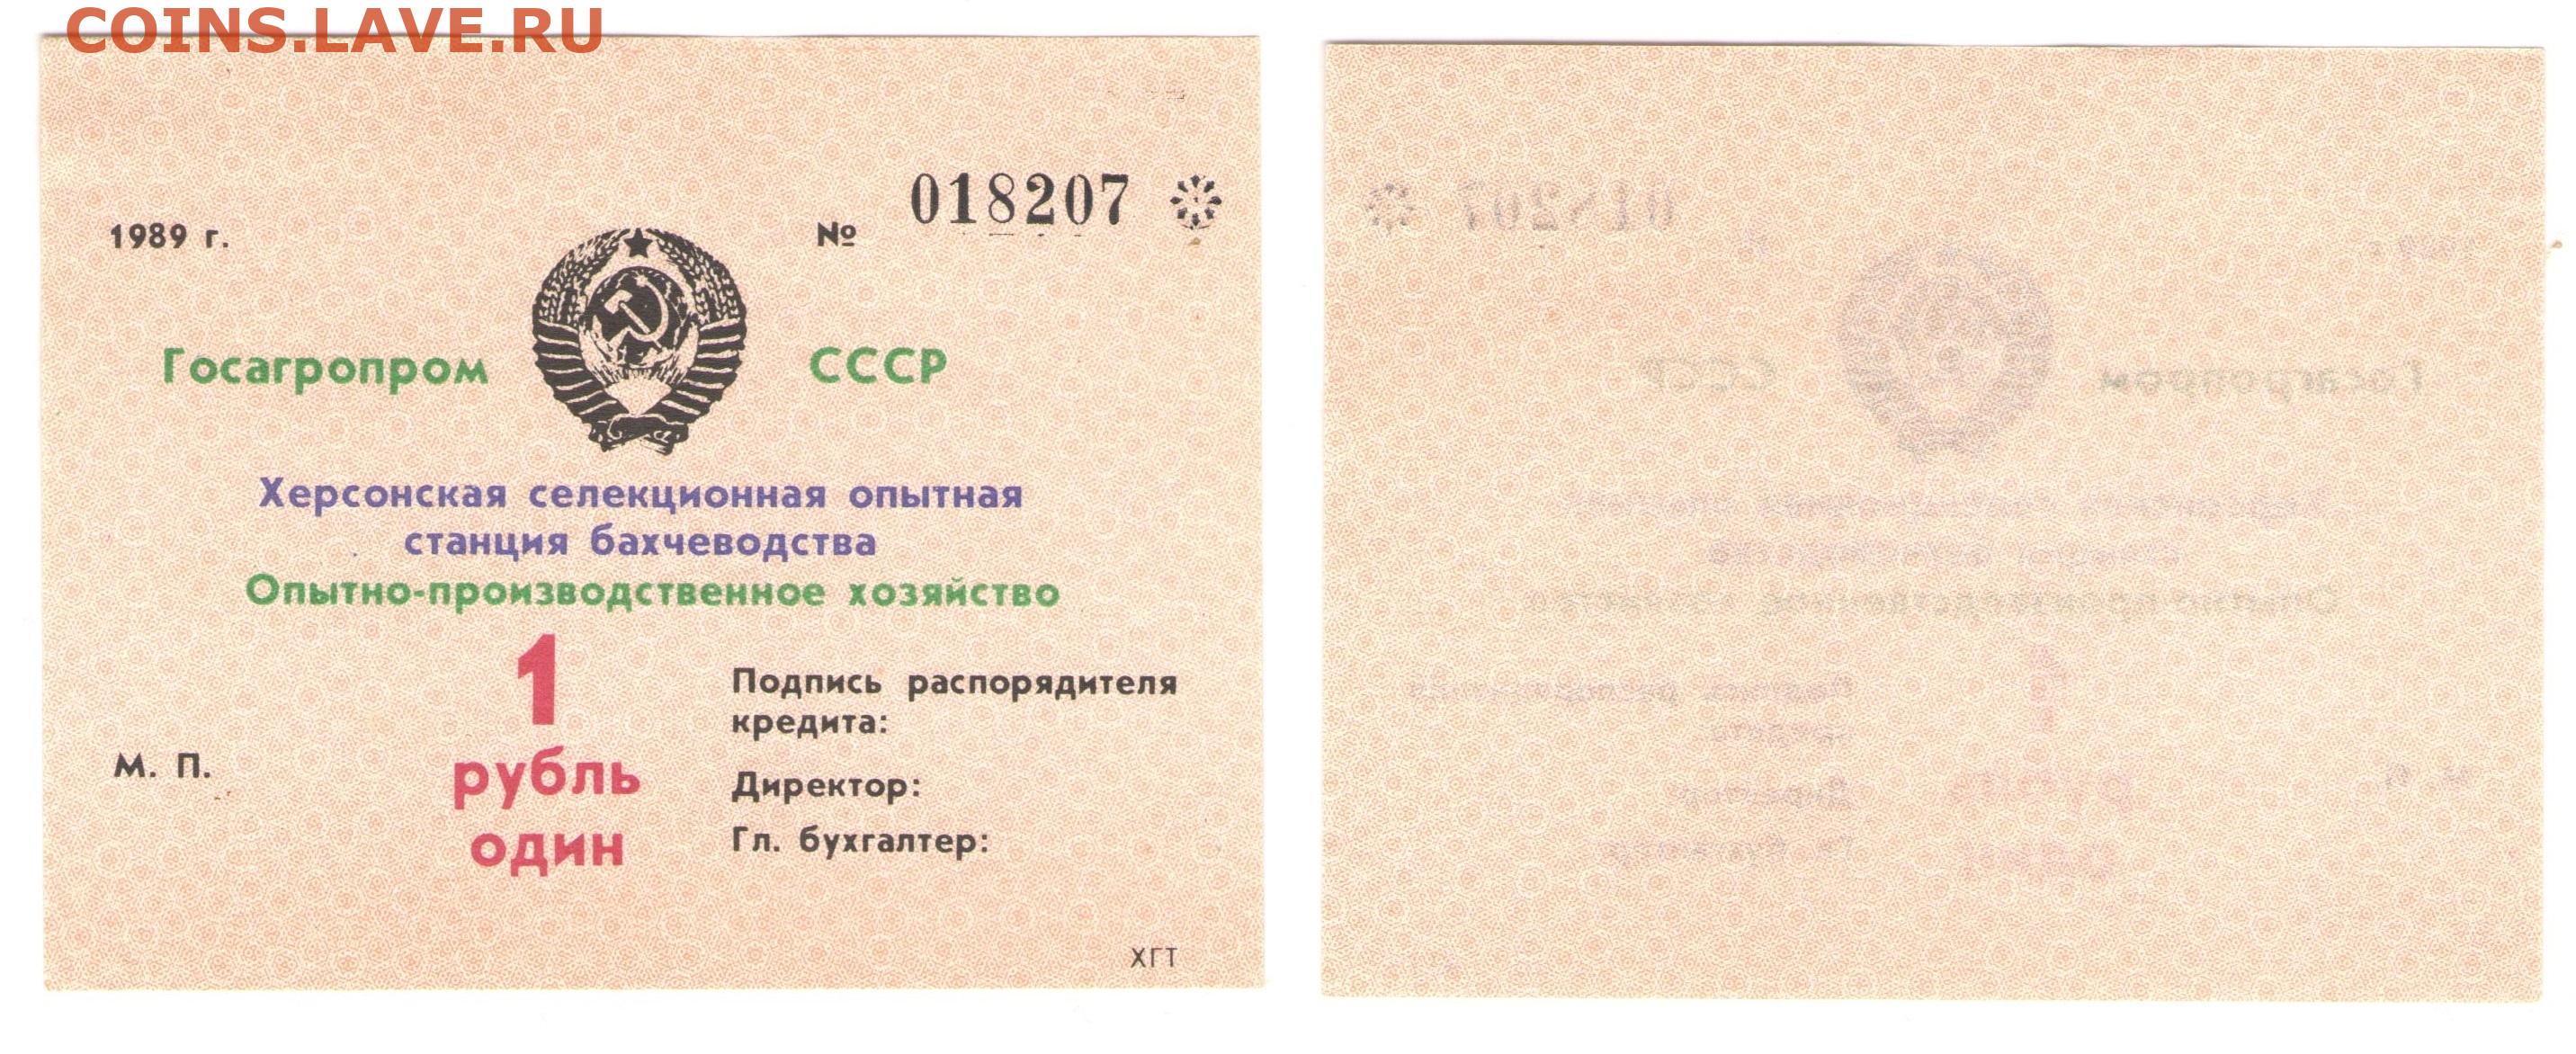 COINS.LAVE.RU
018207
1989 г. №
Госагропром СССР
Херсонская селекционная опытная
станция бахчеводства
Опытно-производственное хозяйство
1
рубль
один
Подпись распорядителя
кредита:
М. П.
Директор:
Гл. бухгалтер:
ХГТ